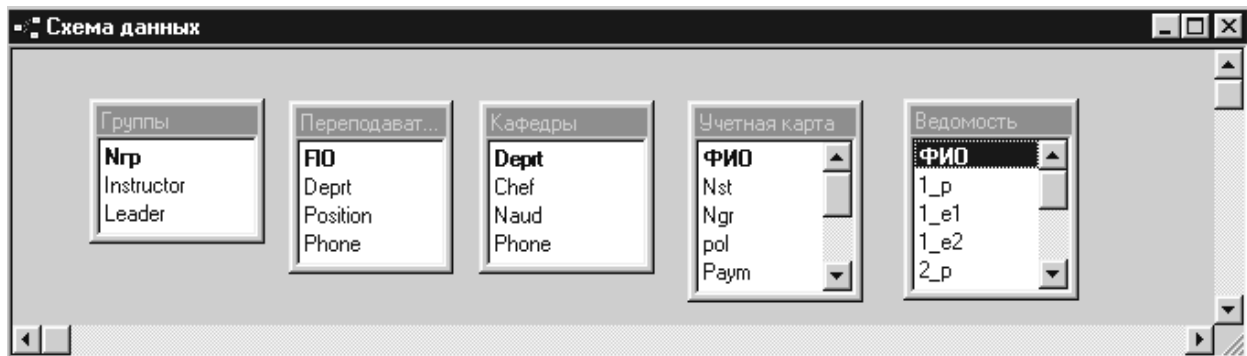 Схема данных
Группы
Nгр
Instructor
Leader
Переподават...
FIO
Deprt
Position
Phone
Кафедры
Deprt
Chef
Naud
Phone
Учетная карта
ФИО
Nst
Ngr
pol
Paym
Ведомость
ФИО
1_p
1_e1
1_e2
2_p